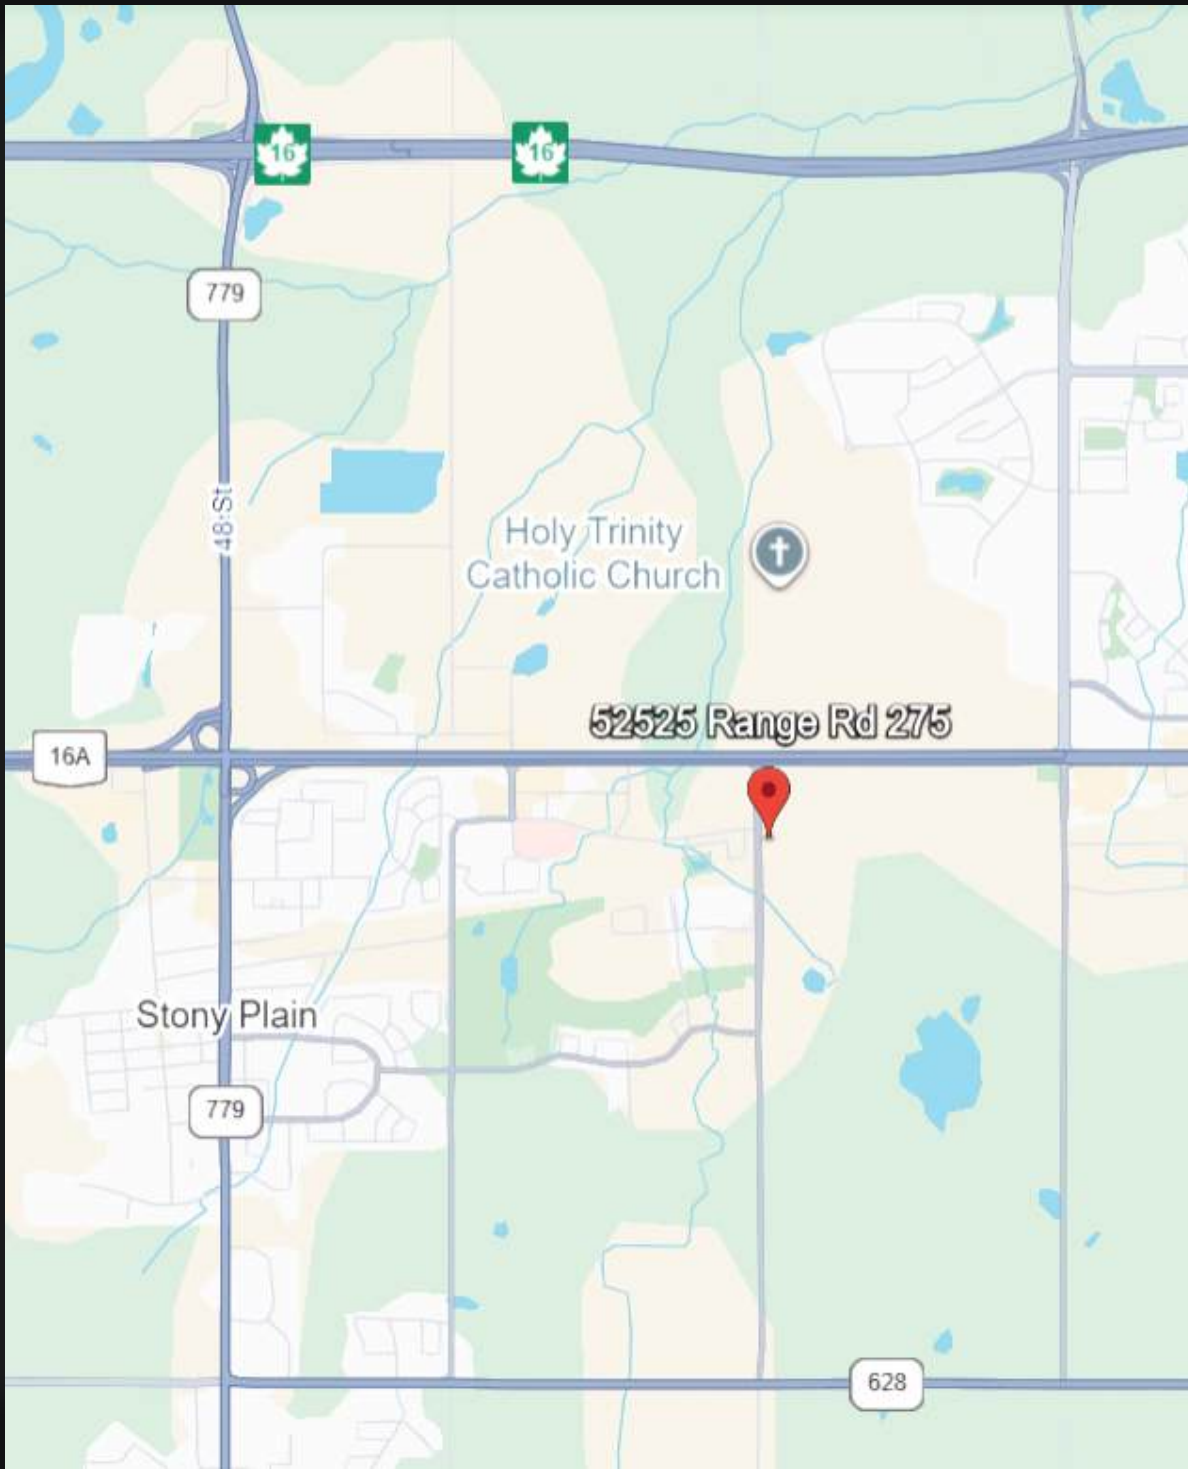 16
16
779
48 St
Holy Trinity
Catholic Church
52525 Range Rd 275
16A
Stony Plain
779
628